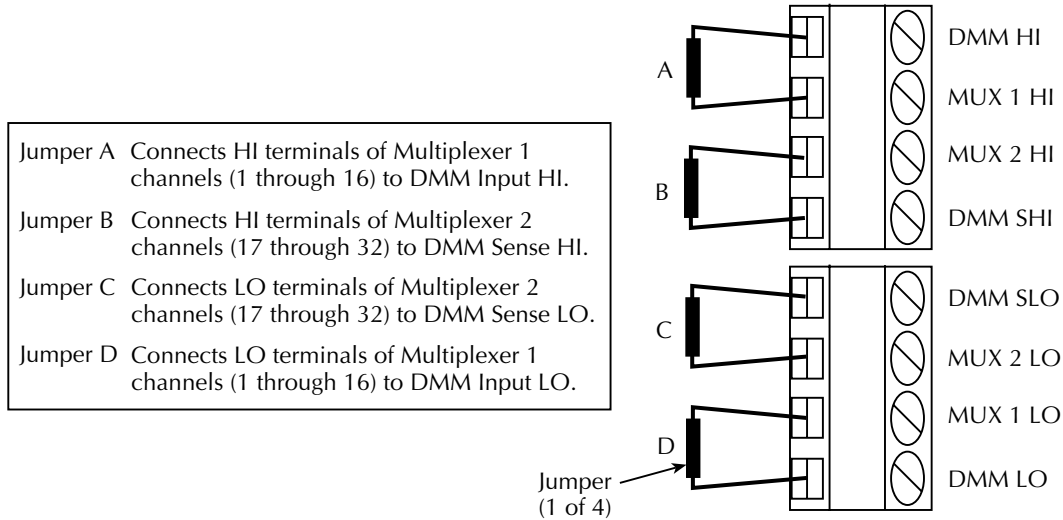 Jumper A Connects HI terminals of Multiplexer 1
channels (1 through 16) to DMM Input HI.
Jumper B Connects HI terminals of Multiplexer 2
channels (17 through 32) to DMM Sense HI.
Jumper C Connects LO terminals of Multiplexer 2
channels (17 through 32) to DMM Sense LO.
Jumper D Connects LO terminals of Multiplexer 1
channels (1 through 16) to DMM Input LO.
A
B
C
D
Jumper
(1 of 4)
DMM HI
MUX 1 HI
MUX 2 HI
DMM SHI
DMM SLO
MUX 2 LO
MUX 1 LO
DMM LO